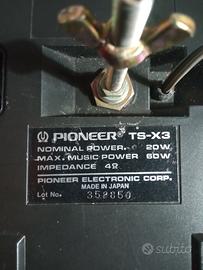 PIONEER® TS-X3
NOMINAL POWER 20W
MAX. MUSIC POWER 60W
IMPEDANCE 4Ω
PIONEER ELECTRONIC CORP.
MADE IN JAPAN
Lot No.
subito